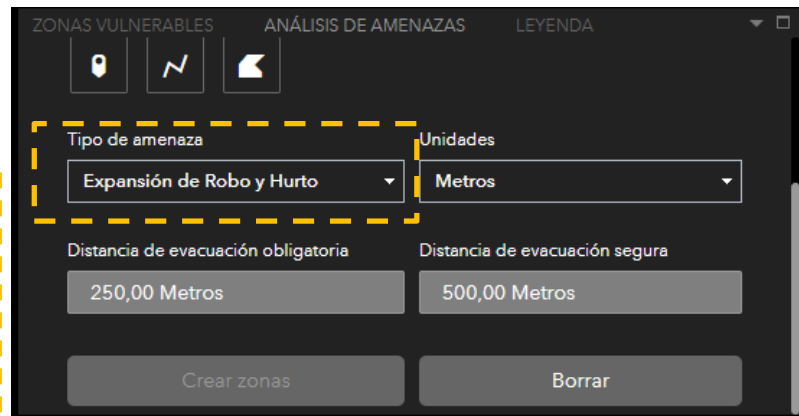 ZONAS VULNERABLES ANÁLISIS DE AMENAZAS LEYENDA
Tipo de amenaza Unidades
Expansión de Robo y Hurto Metros
Distancia de evacuación obligatoria Distancia de evacuación segura
250,00 Metros 500,00 Metros
Crear zonas Borrar